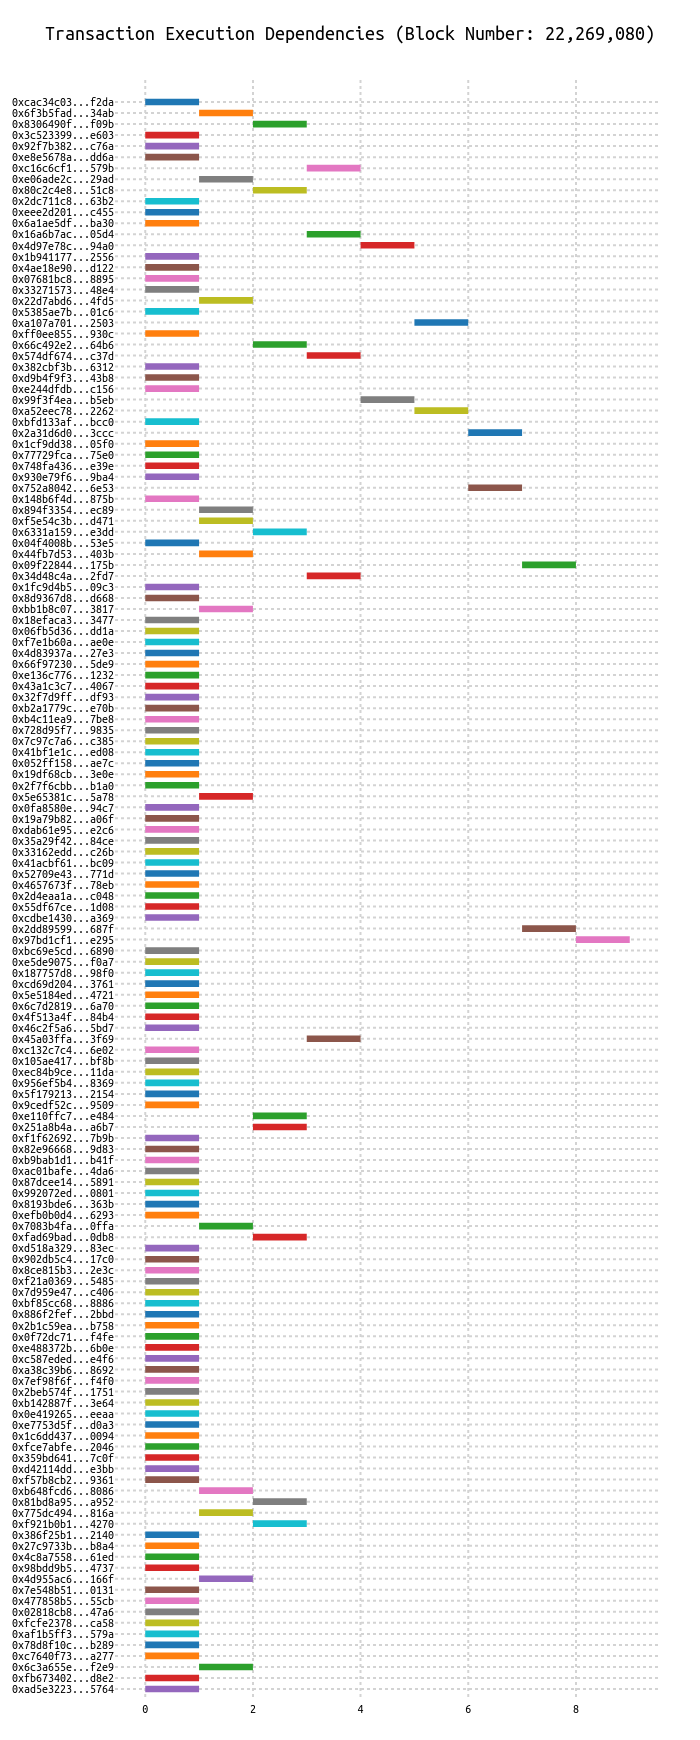 Transaction Execution Dependencies (Block Number: 22,269,080)
0xcac34c03...f2da
0x6f3b5fad...34ab
0x8306490f...f09b
0x3c523399...e603
0x92f7b382...c76a
0xe8e5678a...dd6a
0xc16c6cf1...579b
0xe06ade2c...29ad
0x80c2c4e8...51c8
0x2dc711c8...63b2
0xeee2d201...c455
0x6a1ae5df...ba30
0x16a6b7ac...05d4
0x4d97e78c...94a0
0x1b941177...2556
0x4ae18e90...d122
0x07681bc8...8895
0x33271573...48e4
0x22d7abd6...4fd5
0x5385ae7b...01c6
0xa107a701...2503
0xff0ee855...930c
0x66c492e2...64b6
0x574df674...c37d
0x382cbf3b...6312
0xd9b4f9f3...43b8
0xe244dfdb...c156
0x99f3f4ea...b5eb
0xa52eec78...2262
0xbfd133af...bcc0
0x2a31d6d0...3ccc
0x1cf9dd38...05f0
0x77729fca...75e0
0x748fa436...e39e
0x930e79f6...9ba4
0x752a8042...6e53
0x148b6f4d...875b
0x894f3354...ec89
0xf5e54c3b...d471
0x6331a159...e3dd
0x04f4008b...53e5
0x44fb7d53...403b
0x09f22844...175b
0x34d48c4a...2fd7
0x1fc9d4b5...09c3
0x8d9367d8...d668
0xbb1b8c07...3817
0x18efaca3...3477
0x06fb5d36...dd1a
0xf7e1b60a...ae0e
0x4d83937a...27e3
0x66f97230...5de9
0xe136c776...1232
0x43a1c3c7...4067
0x32f7d9ff...df93
0xb2a1779c...e70b
0xb4c11ea9...7be8
0x728d95f7...9835
0x7c97c7a6...c385
0x41bf1e1c...ed08
0x052ff158...ae7c
0x19df68cb...3e0e
0x2f7f6cbb...b1a0
0x5e65381c...5a78
0x0fa8580e...94c7
0x19a79b82...a06f
0xdab61e95...e2c6
0x35a29f42...84ce
0x33162edd...c26b
0x41acbf61...bc09
0x52709e43...771d
0x4657673f...78eb
0x2d4eaa1a...c048
0x55df67ce...1d08
0xcdbe1430...a369
0x2dd89599...687f
0x97bd1cf1...e295
0xbc69e5cd...6890
0xe5de9075...f0a7
0x187757d8...98f0
0xcd69d204...3761
0x5e5184ed...4721
0x6c7d2819...6a70
0x4f513a4f...84b4
0x46c2f5a6...5bd7
0x45a03ffa...3f69
0xc132c7c4...6e02
0x105ae417...bf8b
0xec84b9ce...11da
0x956ef5b4...8369
0x5f179213...2154
0x9cedf52c...9509
0xe110ffc7...e484
0x251a8b4a...a6b7
0xf1f62692...7b9b
0x82e96668...9d83
0xb9bab1d1...b41f
0xac01bafe...4da6
0x87dcee14...5891
0x992072ed...0801
0x8193bde6...363b
0xefb0b0d4...6293
0x7083b4fa...0ffa
0xfad69bad...0db8
0xd518a329...83ec
0x902db5c4...17c0
0x8ce815b3...2e3c
0xf21a0369...5485
0x7d959e47...c406
0xbf85cc68...8886
0x886f2fef...2bbd
0x2b1c59ea...b758
0x0f72dc71...f4fe
0xe488372b...6b0e
0xc587eded...e4f6
0xa38c39b6...8692
0x7ef98f6f...f4f0
0x2beb574f...1751
0xb142887f...3e64
0x0e419265...eeaa
0xe7753d5f...d0a3
0x1c6dd437...0094
0xfce7abfe...2046
0x359bd641...7c0f
0xd42114dd...e3bb
0xf57b8cb2...9361
0xb648fcd6...8086
0x81bd8a95...a952
0x775dc494...816a
0xf921b0b1...4270
0x386f25b1...2140
0x27c9733b...b8a4
0x4c8a7558...61ed
0x98bdd9b5...4737
0x4d955ac6...166f
0x7e548b51...0131
0x477858b5...55cb
0x02818cb8...47a6
0xfcfe2378...ca58
0xaf1b5ff3...579a
0x78d8f10c...b289
0xc7640f73...a277
0x6c3a655e...f2e9
0xfb673402...d8e2
0xad5e3223...5764
0 2 4 6 8